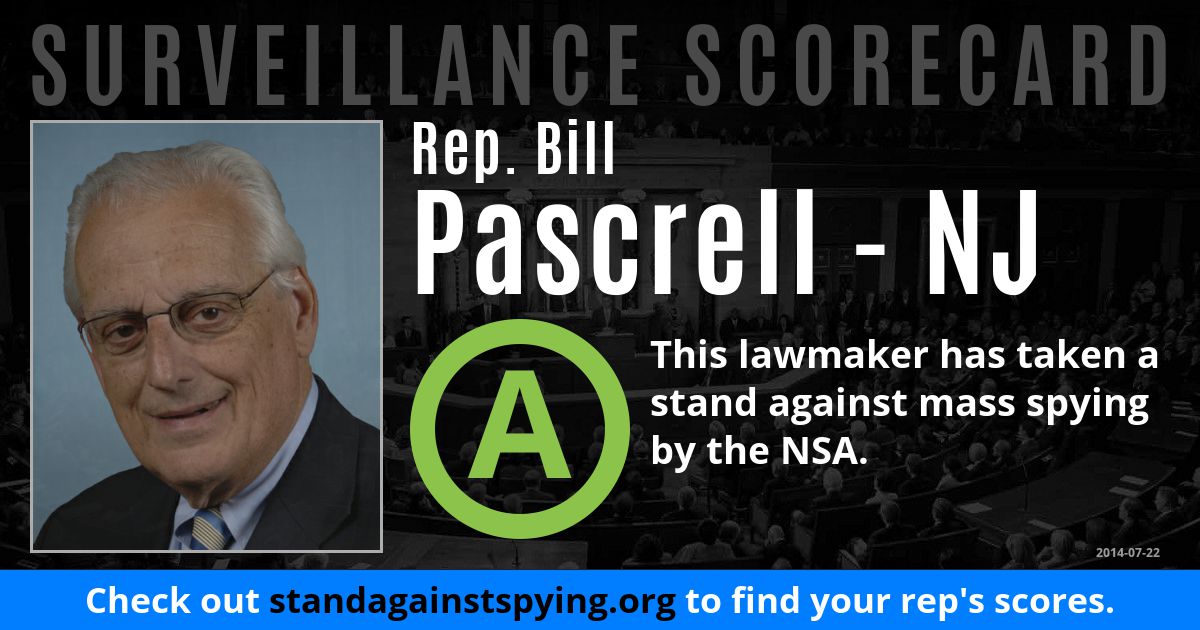 SURVEILLANCE SCORECARD
Rep. Bill
Pascrell - NJ
A
This lawmaker has taken a
stand against mass spying
by the NSA.
2014-07-22
Check out standagainstspying.org to find your rep's scores.